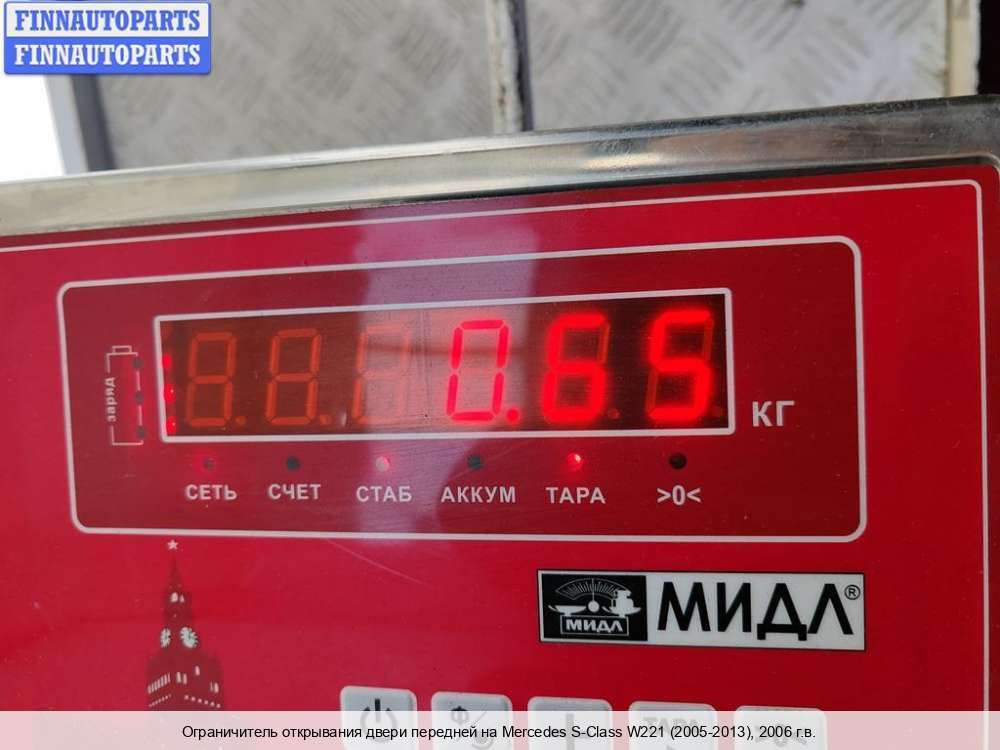 FINNAUTOPARTS
FINNAUTOPARTS
заряд
0.65
КГ
СЕТЬ СЧЕТ СТАБ АККУМ ТАРА >0<
МИДЛ
МИДЛ®
ТАРА
Ограничитель открывания двери передней на Mercedes S-Class W221 (2005-2013), 2006 г.в.